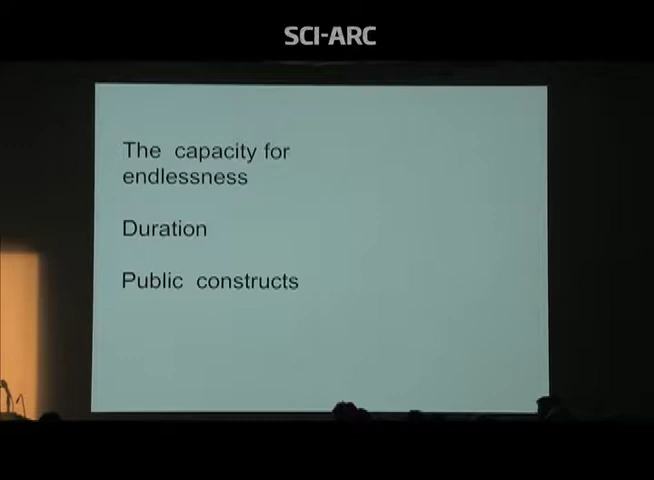 SCI-ARC
The capacity for
endlessness
Duration
Public constructs